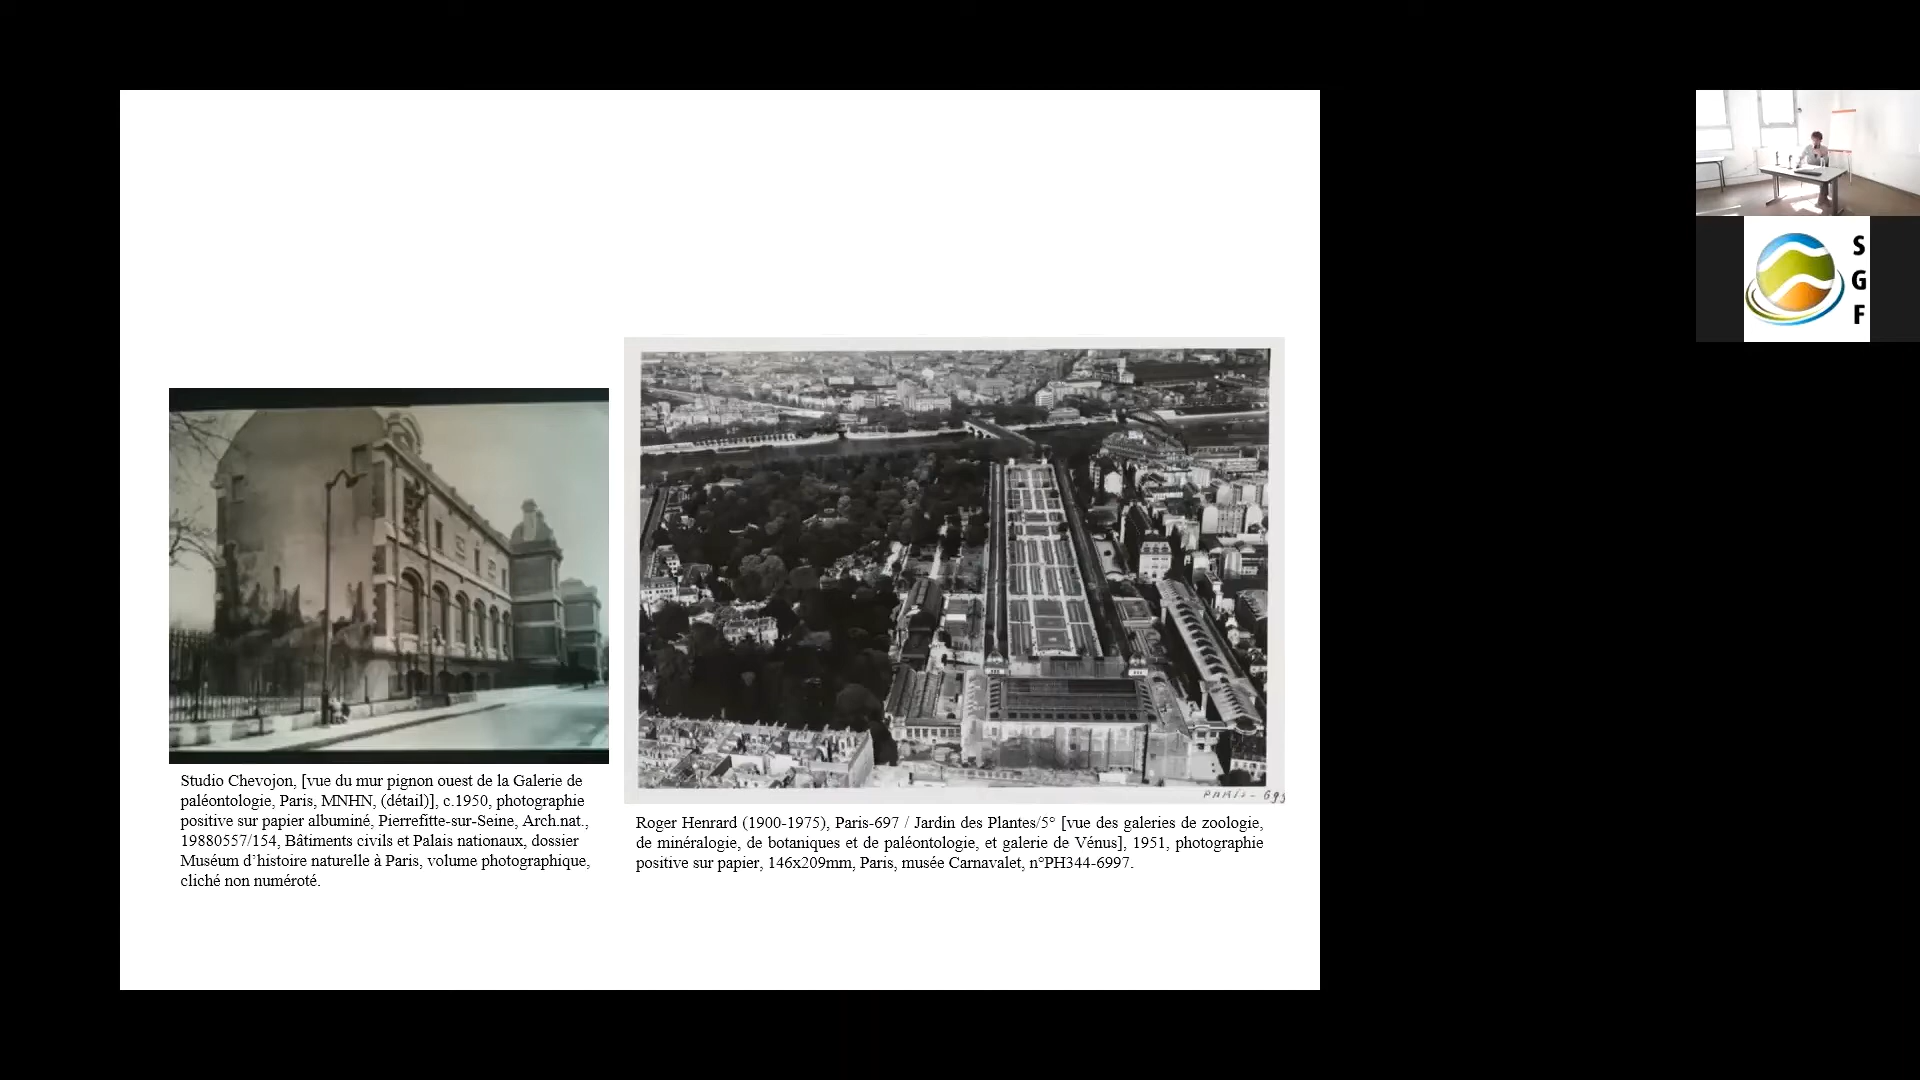 S
G
F
PARIS - 697
Studio Chevojon, [vue du mur pignon ouest de la Galerie de
paléontologie, Paris, MNHN, (détail)], c.1950, photographie
positive sur papier albuminé, Pierrefitte-sur-Seine, Arch.nat.,
19880557/154, Bâtiments civils et Palais nationaux, dossier
Muséum d’histoire naturelle à Paris, volume photographique,
cliché non numéroté.
Roger Henrard (1900-1975), Paris-697 / Jardin des Plantes/5° [vue des galeries de zoologie,
de minéralogie, de botaniques et de paléontologie, et galerie de Vénus], 1951, photographie
positive sur papier, 146x209mm, Paris, musée Carnavalet, n°PH344-6997.